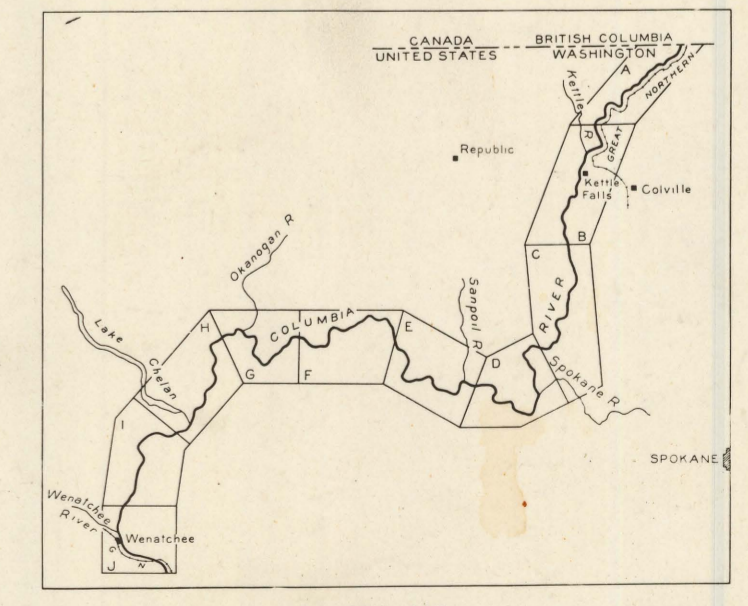 CANADA
BRITISH COLUMBIA
UNITED STATES
WASHINGTON
A
NORTHERN
Kettle
R
GREAT
Republic
Kettle
Falls
Colville
B
C
Okanogan R
Sanpoil R
RIVER
Lake
Chelan
H
COLUMBIA
E
D
G
F
Spokane R
I
SPOKANE
Wenatchee
River
Wenatchee
G
N
J